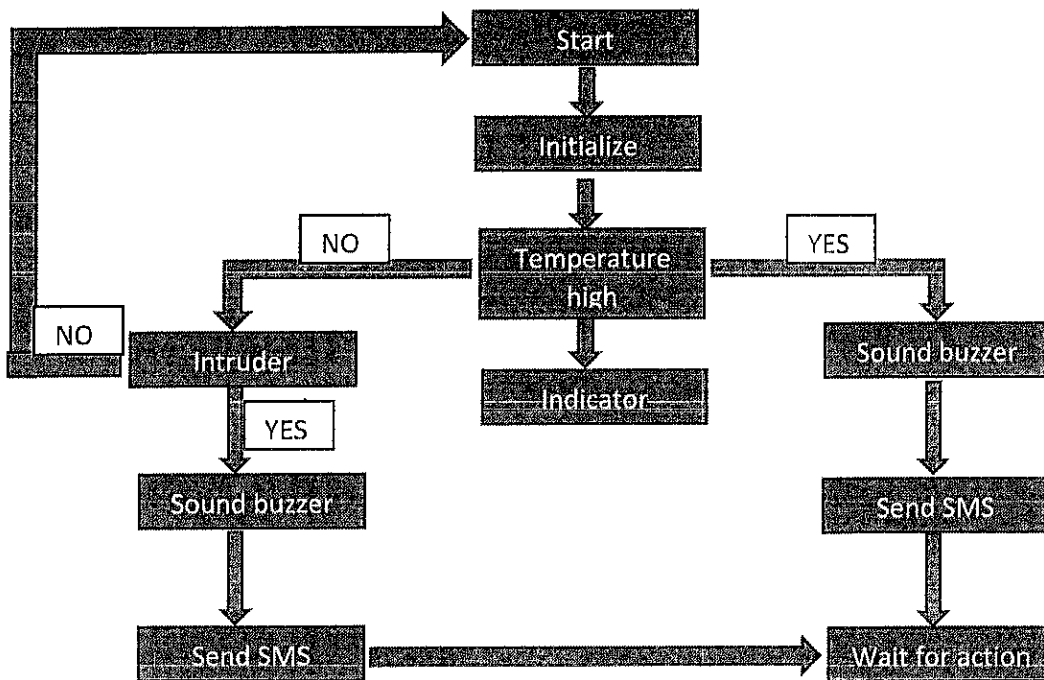 Start
Initialize
NO
YES
Temperature
high
NO
Intruder
Sound buzzer
Indicator
YES
Sound buzzer
Send SMS
Send SMS
Wait for action